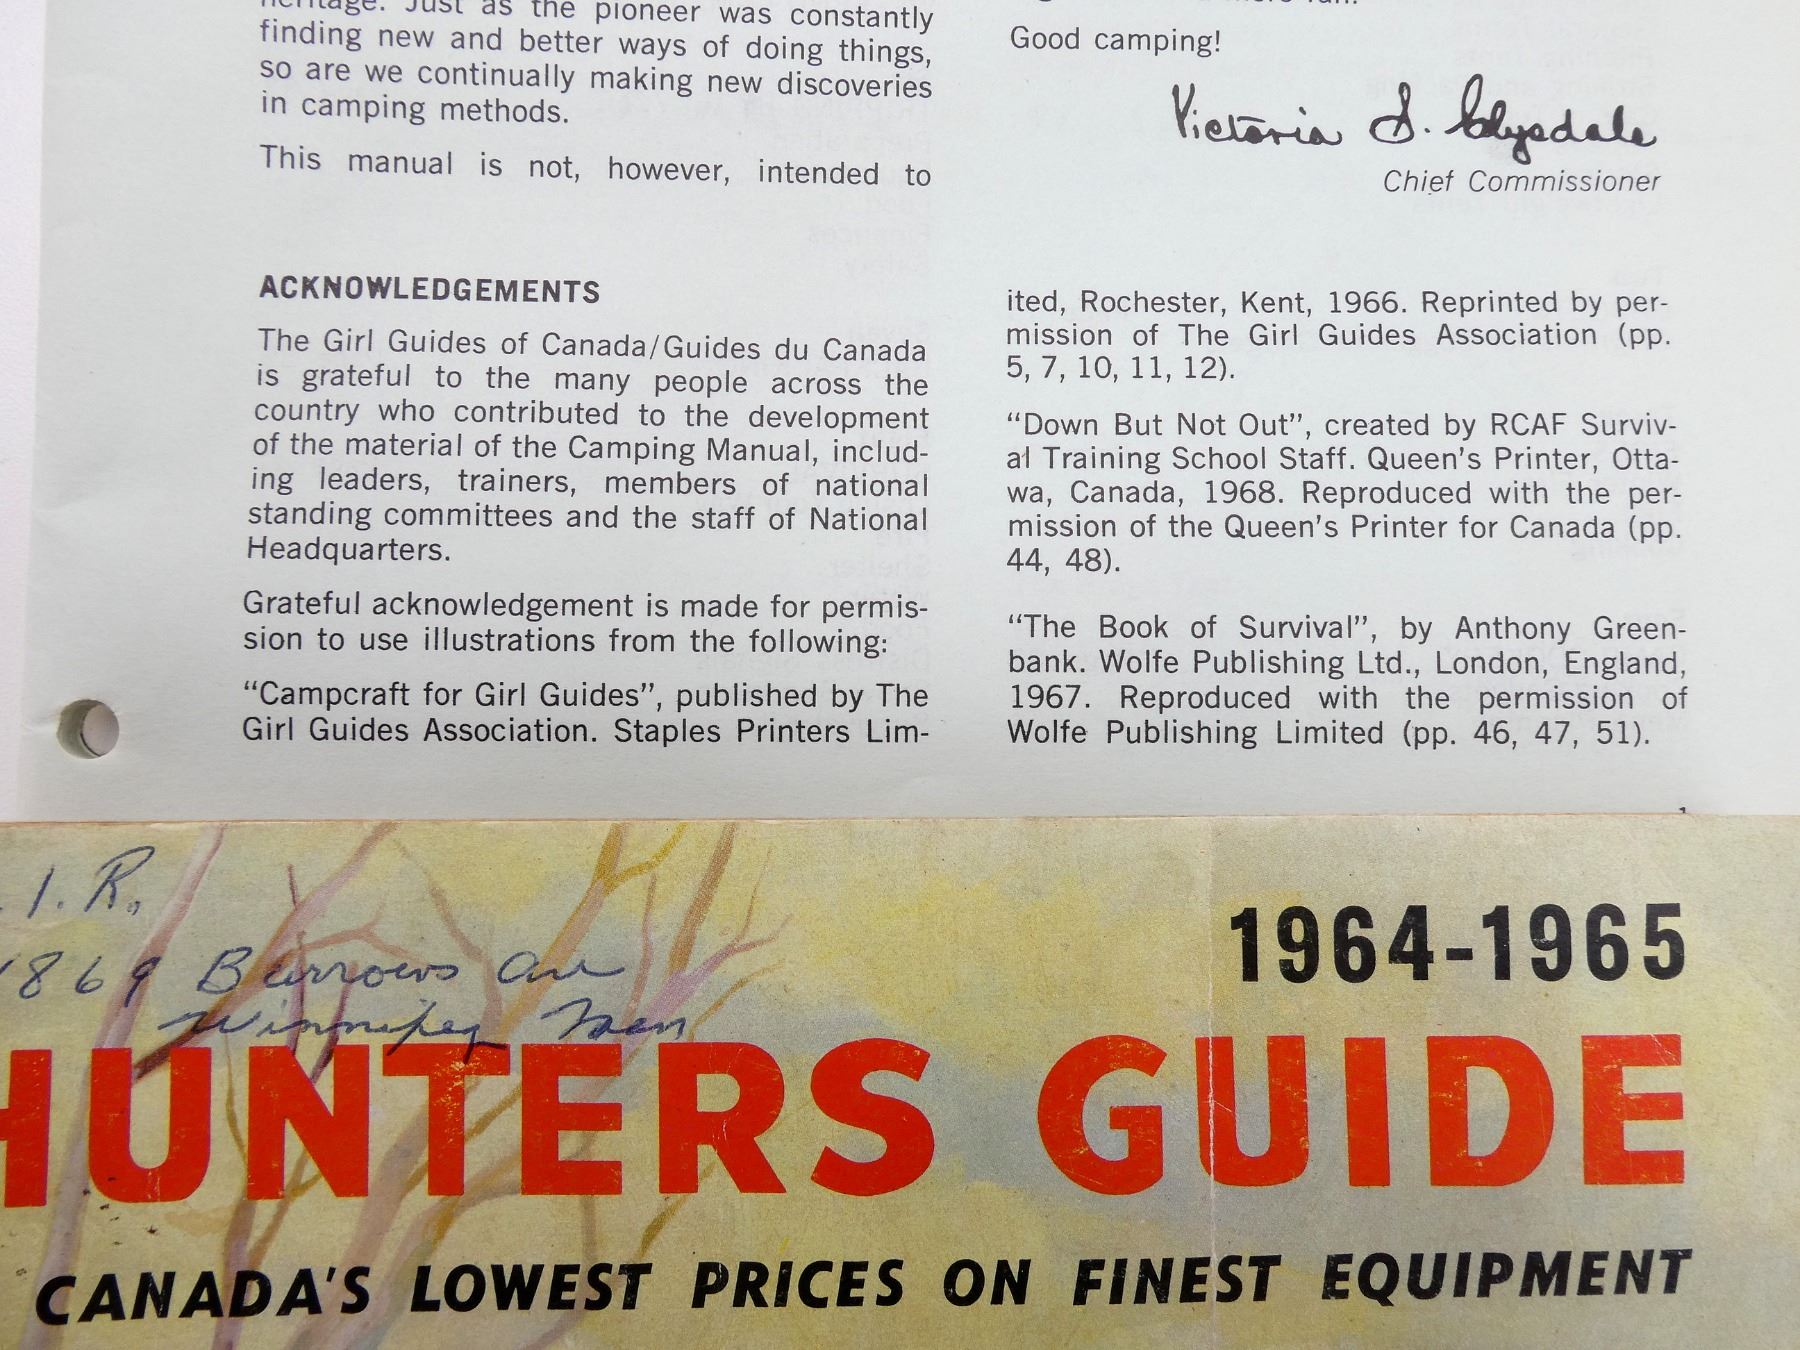 heritage. Just as the pioneer was constantly
finding new and better ways of doing things,
so are we continually making new discoveries
in camping methods.
This manual is not, however, intended to
Good camping!
Victoria S. Clysdale
Chief Commissioner
ACKNOWLEDGEMENTS
The Girl Guides of Canada/Guides du Canada
is grateful to the many people across the
country who contributed to the development
of the material of the Camping Manual, includ-
ing leaders, trainers, members of national
standing committees and the staff of National
Headquarters.
Grateful acknowledgement is made for permis-
sion to use illustrations from the following:
“Campcraft for Girl Guides”, published by The
Girl Guides Association. Staples Printers Lim-
ited, Rochester, Kent, 1966. Reprinted by per-
mission of The Girl Guides Association (pp.
5, 7, 10, 11, 12).
“Down But Not Out”, created by RCAF Surviv-
al Training School Staff. Queen's Printer, Otta-
wa, Canada, 1968. Reproduced with the per-
mission of the Queen's Printer for Canada (pp.
44, 48).
“The Book of Survival”, by Anthony Green-
bank. Wolfe Publishing Ltd., London, England,
1967. Reproduced with the permission of
Wolfe Publishing Limited (pp. 46, 47, 51).
I. R.,
1869 Burrows Ave
Winnipeg Man
1964-1965
HUNTERS GUIDE
CANADA'S LOWEST PRICES ON FINEST EQUIPMENT